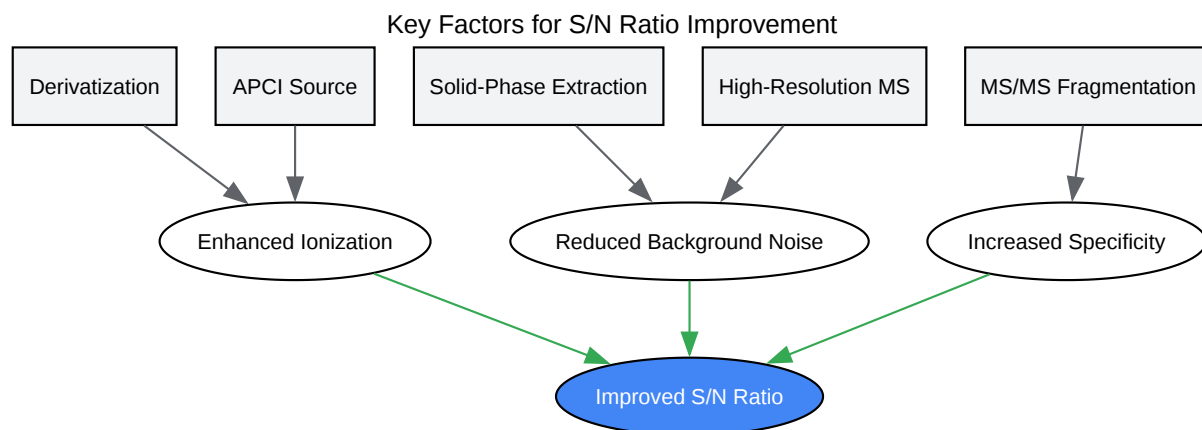 Key Factors for S/N Ratio Improvement
Derivatization
APCI Source
Solid-Phase Extraction
High-Resolution MS
MS/MS Fragmentation
Enhanced Ionization
Reduced Background Noise
Increased Specificity
Improved S/N Ratio